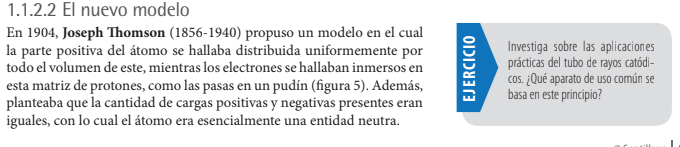 1.1.2.2 El nuevo modelo
En 1904, Joseph Thomson (1856-1940) propuso un modelo en el cual
la parte positiva del átomo se hallaba distribuida uniformemente por
todo el volumen de este, mientras los electrones se hallaban inmersos en
esta matriz de protones, como las pasas en un pudín (figura 5). Además,
planteaba que la cantidad de cargas positivas y negativas presentes eran
iguales, con lo cual el átomo era esencialmente una entidad neutra.
EJERCICIO
Investiga sobre las aplicaciones
prácticas del tubo de rayos catódi-
cos. ¿Qué aparato de uso común se
basa en este principio?